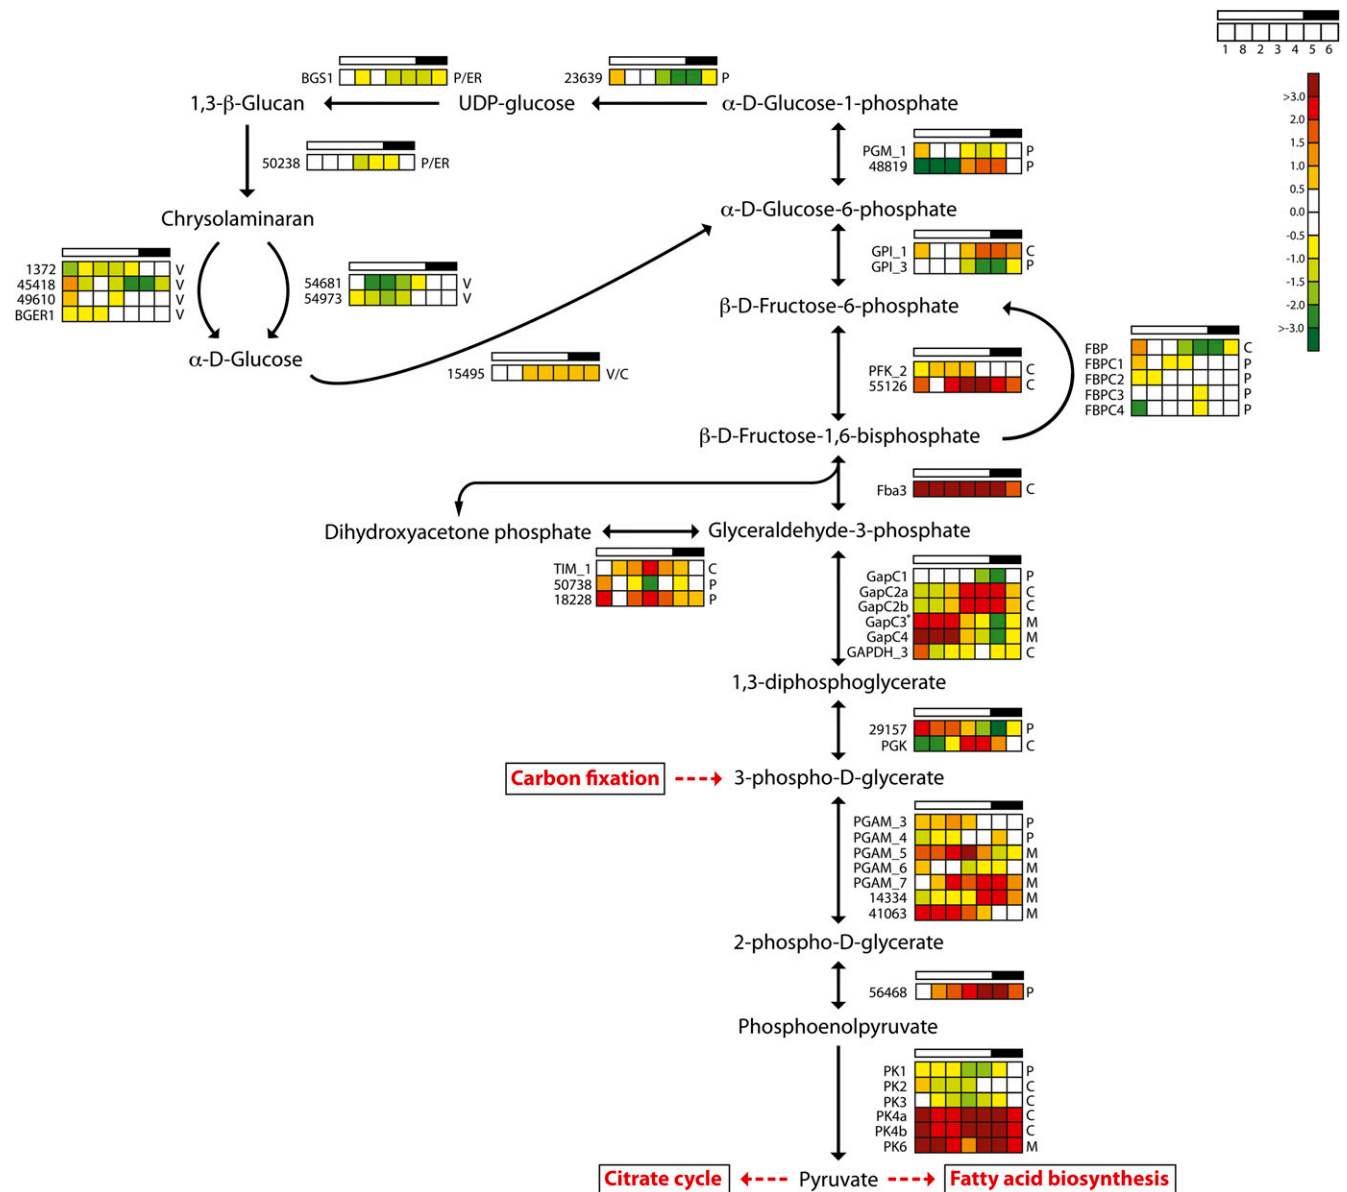 1 8 2 3 4 5 6
>3.0
2.0
1.5
1.0
0.5
0.0
-0.5
-1.0
-1.5
-2.0
>-3.0
BGS1 P/ER
23639 P
1,3-β-Glucan
UDP-glucose
α-D-Glucose-1-phosphate
50238 P/ER
PGM_1 P
48819 P
Chrysolaminaran
α-D-Glucose-6-phosphate
1372 V
45418 V
49610 V
BGER1 V
54681 V
54973 V
GPI_1 C
GPI_3 P
β-D-Fructose-6-phosphate
α-D-Glucose
15495 V/C
PFK_2 C
55126 C
FBP C
FBPC1 P
FBPC2 P
FBPC3 P
FBPC4 P
β-D-Fructose-1,6-bisphosphate
Fba3 C
Dihydroxyacetone phosphate
Glyceraldehyde-3-phosphate
TIM_1 C
50738 P
18228 P
GapC1 P
GapC2a C
GapC2b C
GapC3* M
GapC4 M
GAPDH_3 C
1,3-diphosphoglycerate
29157 P
PGK C
Carbon fixation
3-phospho-D-glycerate
PGAM_3 P
PGAM_4 P
PGAM_5 M
PGAM_6 M
PGAM_7 M
14334 M
41063 M
2-phospho-D-glycerate
56468 P
Phosphoenolpyruvate
PK1 P
PK2 C
PK3 C
PK4a C
PK4b C
PK6 M
Citrate cycle
Pyruvate
Fatty acid biosynthesis